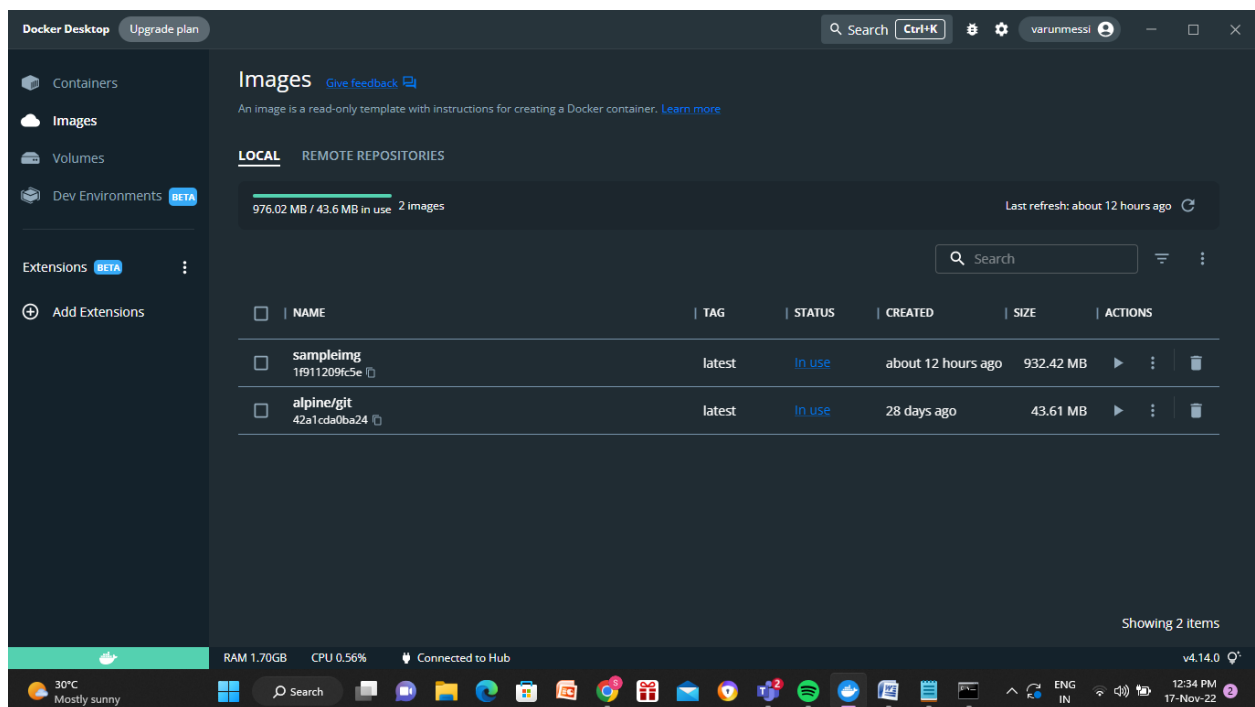 Docker Desktop Upgrade plan Search Ctrl+K varunmessi
Containers
Images
Volumes
Dev Environments BETA
Extensions BETA
Add Extensions
Images Give feedback
An image is a read-only template with instructions for creating a Docker container. Learn more
LOCAL REMOTE REPOSITORIES
976.02 MB / 43.6 MB in use 2 images Last refresh: about 12 hours ago
Search
NAME TAG STATUS CREATED SIZE ACTIONS
sampleimg latest In use about 12 hours ago 932.42 MB
1f911209fc5e
alpine/git latest In use 28 days ago 43.61 MB
42a1cda0ba24
Showing 2 items
RAM 1.70GB CPU 0.56% Connected to Hub v4.14.0
30°C
Mostly sunny
Search
2
ENG
IN
12:34 PM
17-Nov-22
2